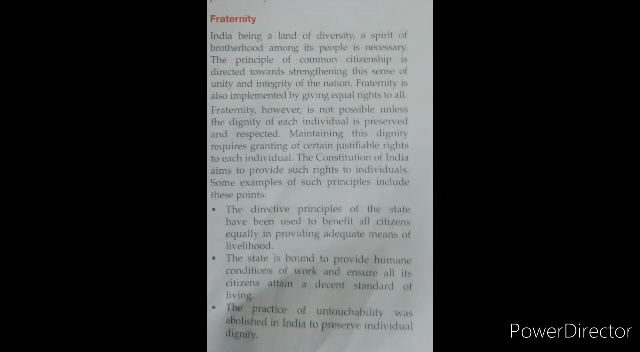 Fraternity
India being a land of diversity, a spirit of
brotherhood among its people is necessary.
The principle of common citizenship is
directed towards strengthening this sense of
unity and integrity of the nation. Fraternity is
also implemented by giving equal rights to all.
Fraternity, however, is not possible unless
the dignity of each individual is preserved
and respected. Maintaining this dignity
requires granting of certain justifiable rights
to each individual. The Constitution of India
aims to provide such rights to individuals.
Some examples of such principles include
these points.
• The directive principles of the state
have been used to benefit all citizens
equally in providing adequate means of
livelihood.
• The state is bound to provide humane
conditions of work and ensure all its
citizens attain a decent standard of
living.
• The practice of untouchability was
abolished in India to preserve individual
dignity.
PowerDirector